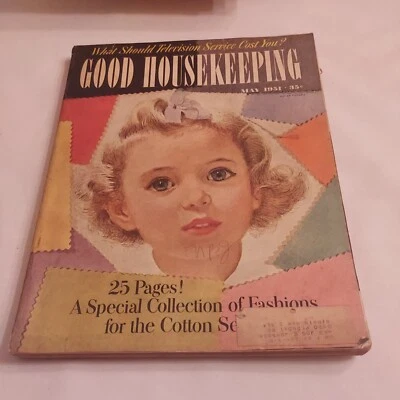 What Should Television Service Cost You?
GOOD HOUSEKEEPING
MAY 1951 · 35¢
25 Pages!
A Special Collection of Fashions
for the Cotton Se